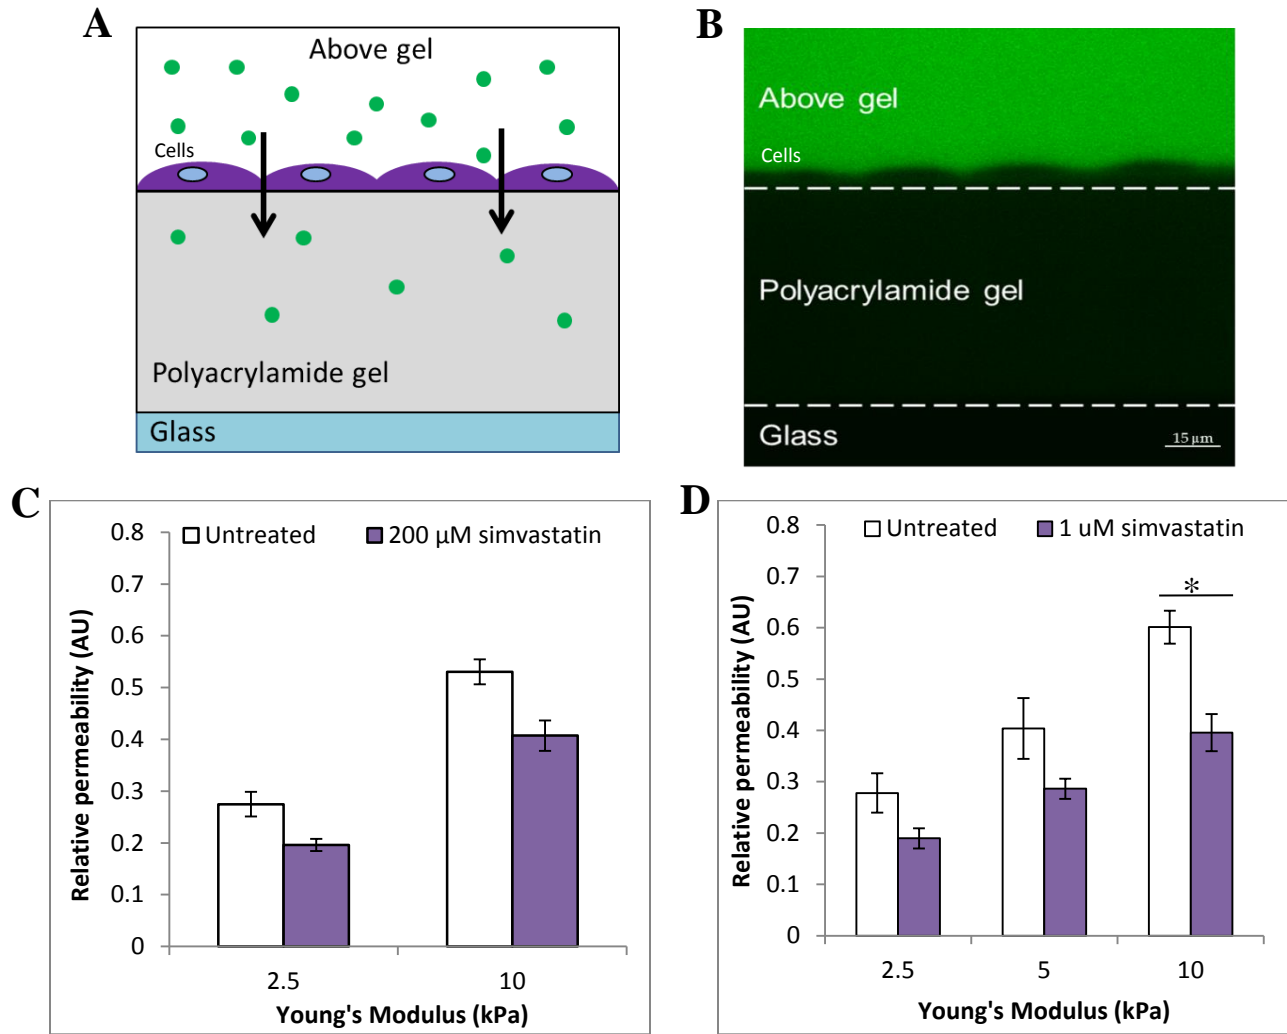 A
Above gel
Cells
Polyacrylamide gel
Glass
B
Above gel
Cells
Polyacrylamide gel
Glass
15 µm
C
Untreated 200 µM simvastatin
Relative permeability (AU)
0.8
0.7
0.6
0.5
0.4
0.3
0.2
0.1
0
2.5 10
Young's Modulus (kPa)
D
Untreated 1 uM simvastatin
Relative permeability (AU)
0.8
0.7
0.6
0.5
0.4
0.3
0.2
0.1
0
*
2.5 5 10
Young's Modulus (kPa)